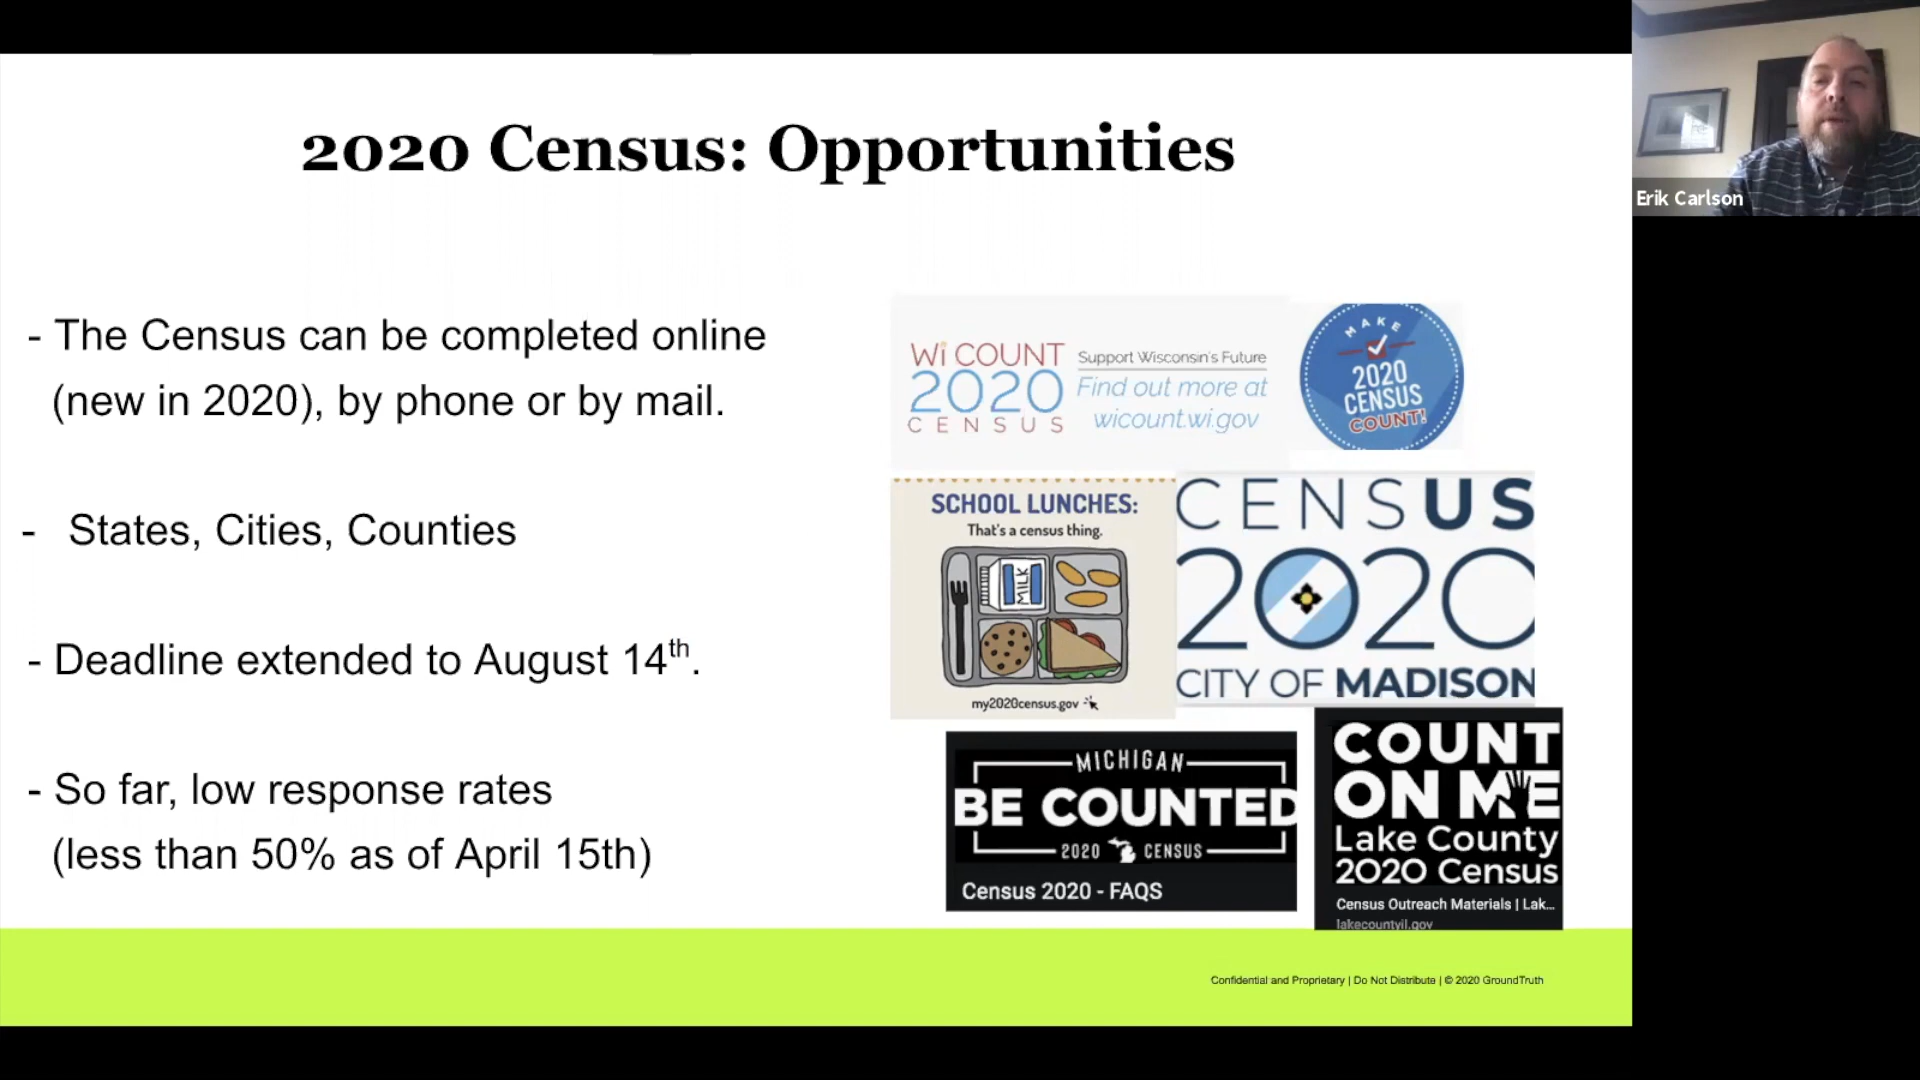 2020 Census: Opportunities
Erik Carlson
- The Census can be completed online
(new in 2020), by phone or by mail.
- States, Cities, Counties
- Deadline extended to August 14th.
- So far, low response rates
(less than 50% as of April 15th)
Wi COUNT
2020
CENSUS
Support Wisconsin's Future
Find out more at
wicount.wi.gov
MAKE
2020
CENSUS
COUNT!
SCHOOL LUNCHES:
That's a census thing.
MILK
my2020census.gov
CENSUS
2020
CITY OF MADISON
MICHIGAN
BE COUNTED
2020 CENSUS
Census 2020 - FAQS
COUNT
ON ME
Lake County
2020 Census
Census Outreach Materials | Lak...
lakecountyil.gov
Confidential and Proprietary | Do Not Distribute | © 2020 GroundTruth